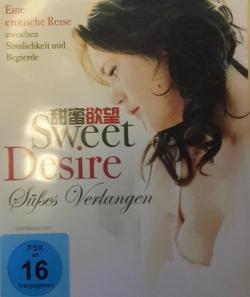 Eine
erotische Reise
zwischen
Sinnlichkeit und
Begierde
甜蜜欲望
Sweet
Desire
Süßes Verlangen
FSK
ab
16
freigegeben